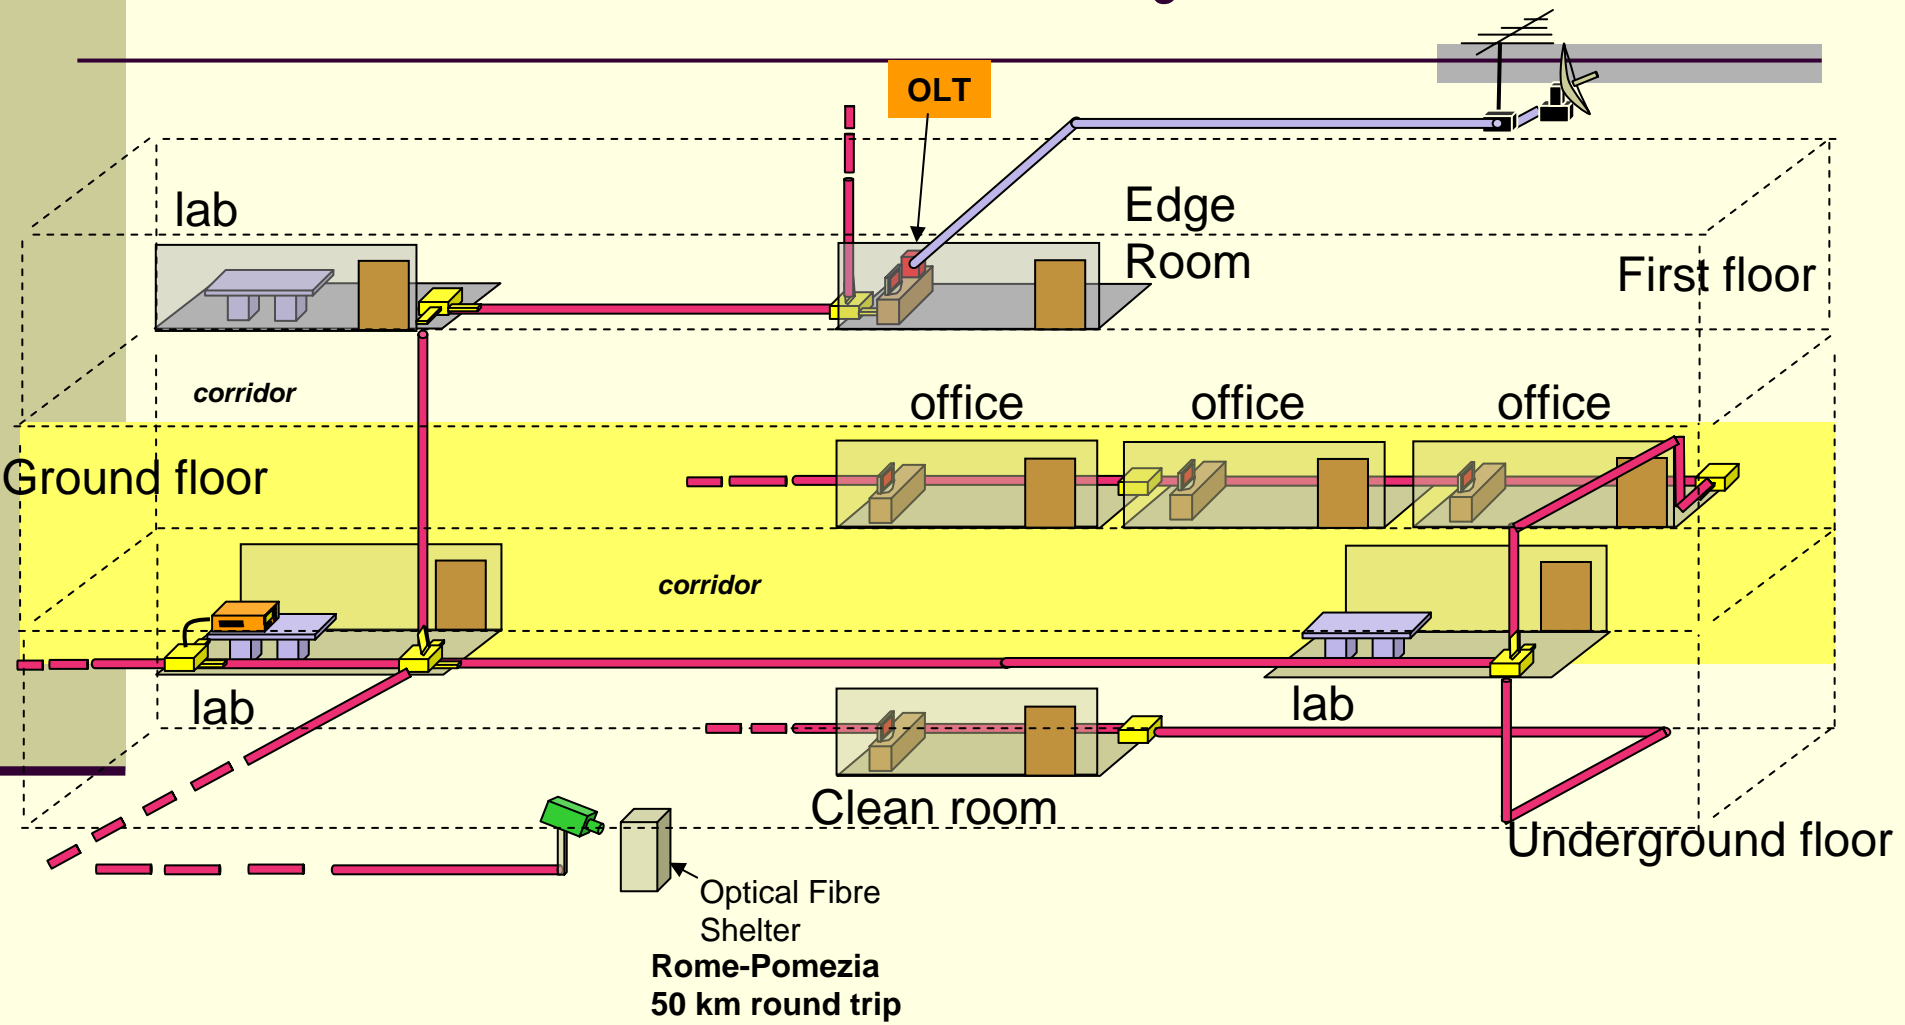 OLT
lab
Edge
Room
First floor
corridor
office
office
office
Ground floor
corridor
lab
lab
Clean room
Underground floor
Optical Fibre
Shelter
Rome-Pomezia
50 km round trip